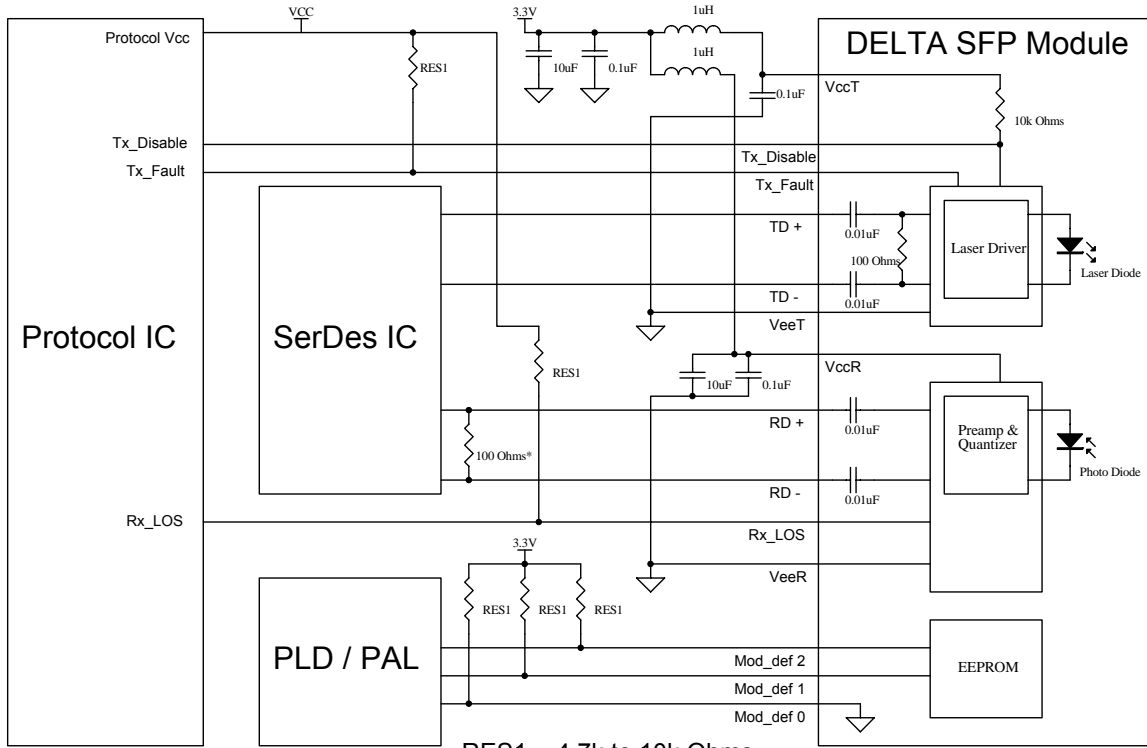 VCC
3.3V
1uH
DELTA SFP Module
Protocol Vcc
RES1
10uF
0.1uF
1uH
0.1uF
VccT
10k Ohms
Tx_Disable
Tx_Disable
Tx_Fault
Tx_Fault
TD +
0.01uF
100 Ohms
Laser Driver
Laser Diode
TD -
0.01uF
VeeT
Protocol IC
SerDes IC
RES1
10uF
0.1uF
VccR
RD +
0.01uF
Preamp &
Quantizer
100 Ohms*
Photo Diode
RD -
0.01uF
Rx_LOS
Rx_LOS
3.3V
VeeR
RES1
RES1
RES1
PLD / PAL
Mod_def 2
EEPROM
Mod_def 1
Mod_def 0